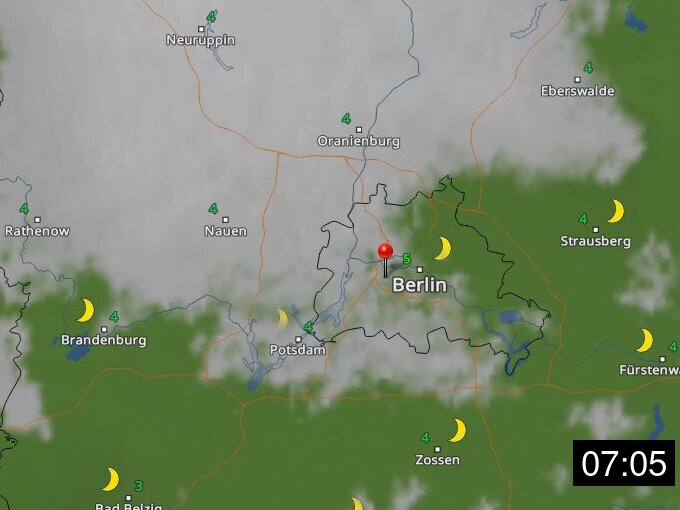 4
Neuruppin
4
Eberswalde
4
Oranienburg
4
Rathenow
4
Nauen
4
Strausberg
5
Berlin
4
Brandenburg
4
Potsdam
4
Fürstenwa
4
Zossen
07:05
3
Bad Belzig